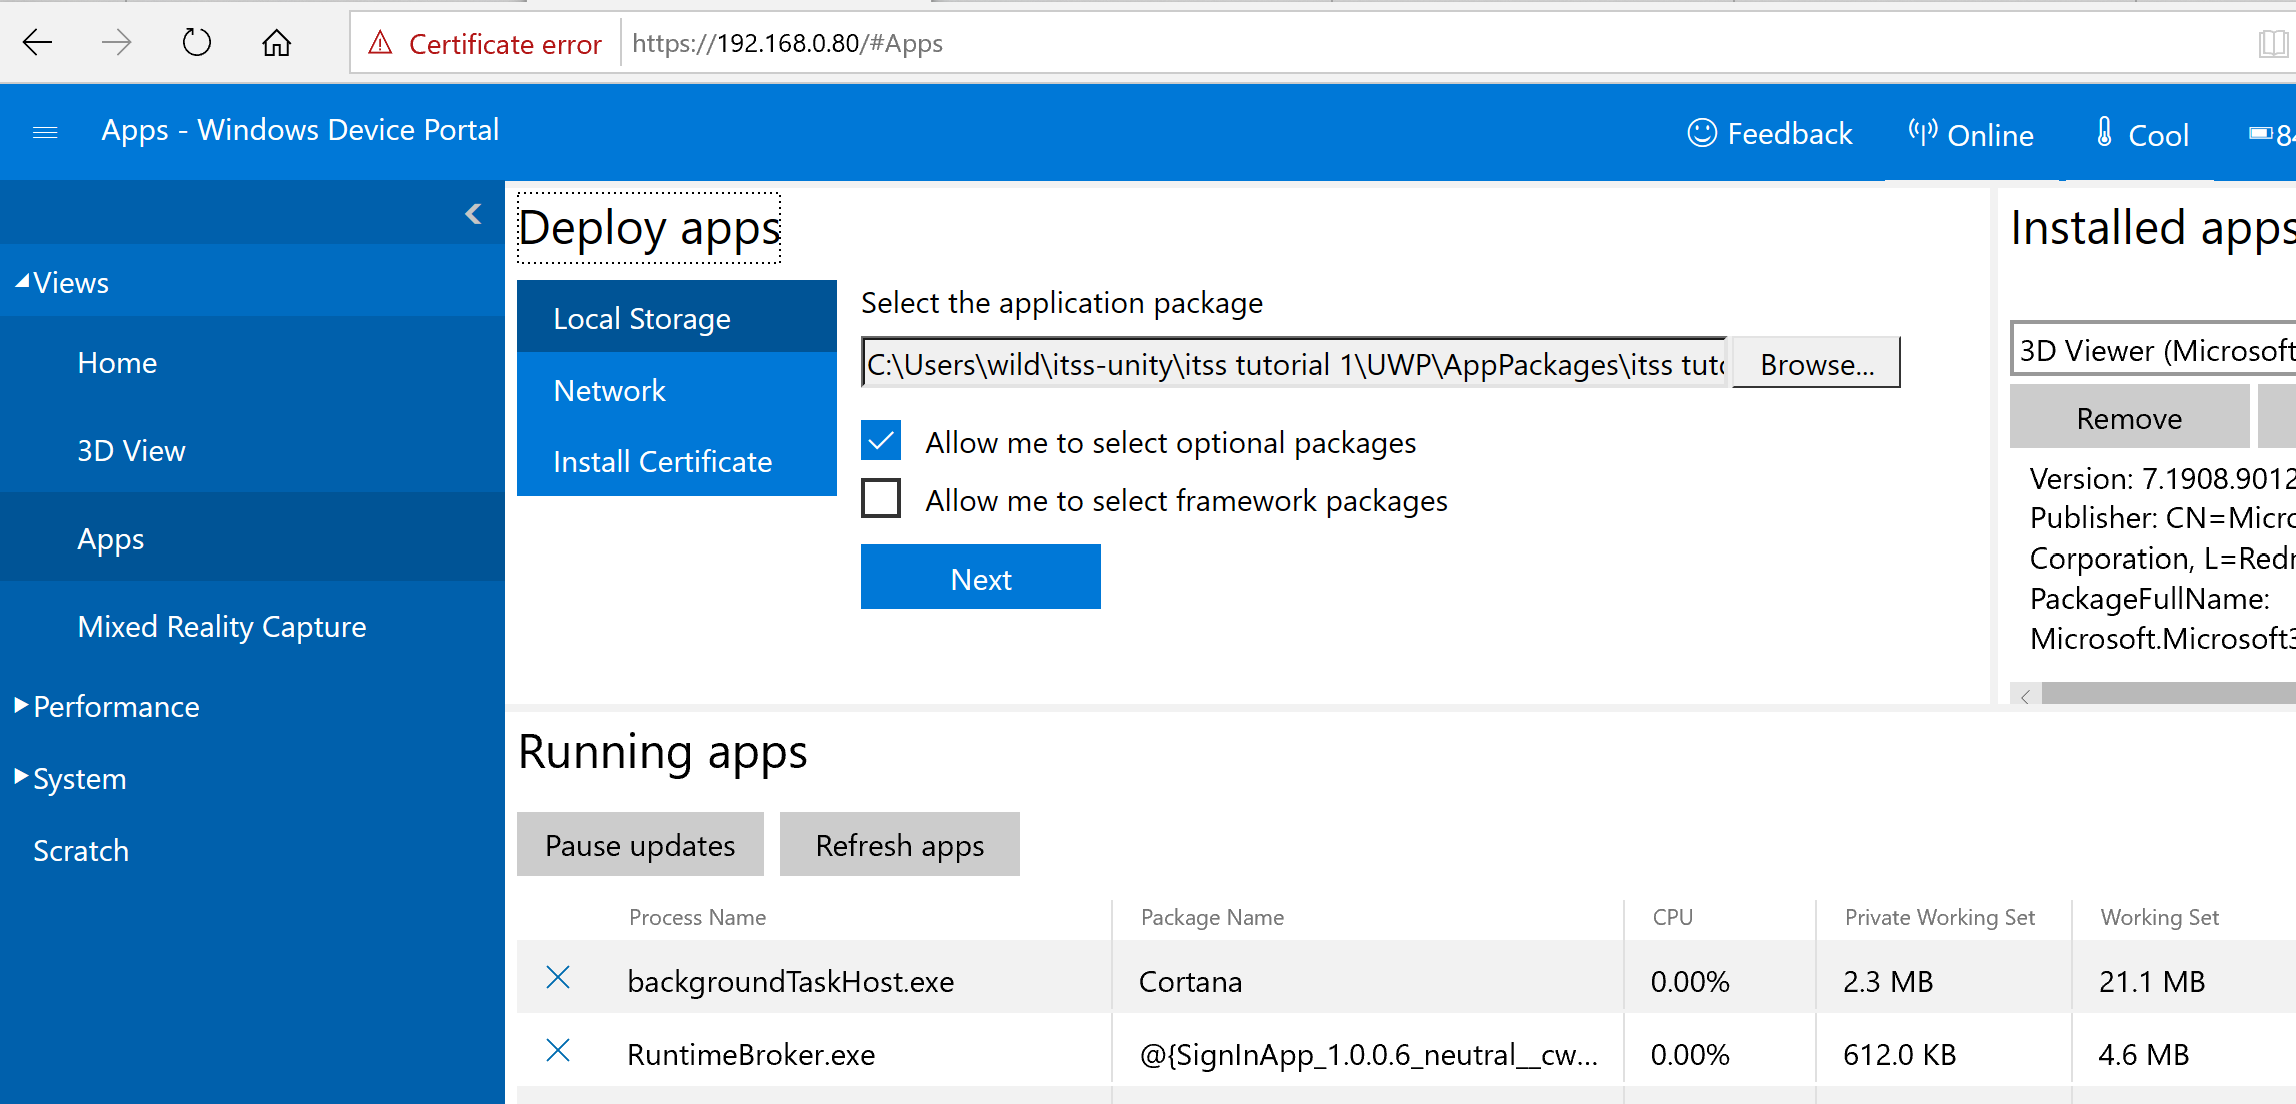 Certificate error
https://192.168.0.80/#Apps
Apps - Windows Device Portal
Feedback
Online
Cool
84
Views
Home
3D View
Apps
Mixed Reality Capture
Performance
System
Scratch
Deploy apps
Local Storage
Network
Install Certificate
Select the application package
C:\Users\wild\itss-unity\itss tutorial 1\UWP\AppPackages\itss tuto
Browse...
Allow me to select optional packages
Allow me to select framework packages
Next
Installed apps
3D Viewer (Microsoft
Remove
Version: 7.1908.9012
Publisher: CN=Micro
Corporation, L=Redm
PackageFullName:
Microsoft.Microsoft3
Running apps
Pause updates
Refresh apps
Process Name Package Name CPU Private Working Set Working Set
backgroundTaskHost.exe Cortana 0.00% 2.3 MB 21.1 MB
RuntimeBroker.exe @{SignInApp_1.0.0.6_neutral__cw... 0.00% 612.0 KB 4.6 MB